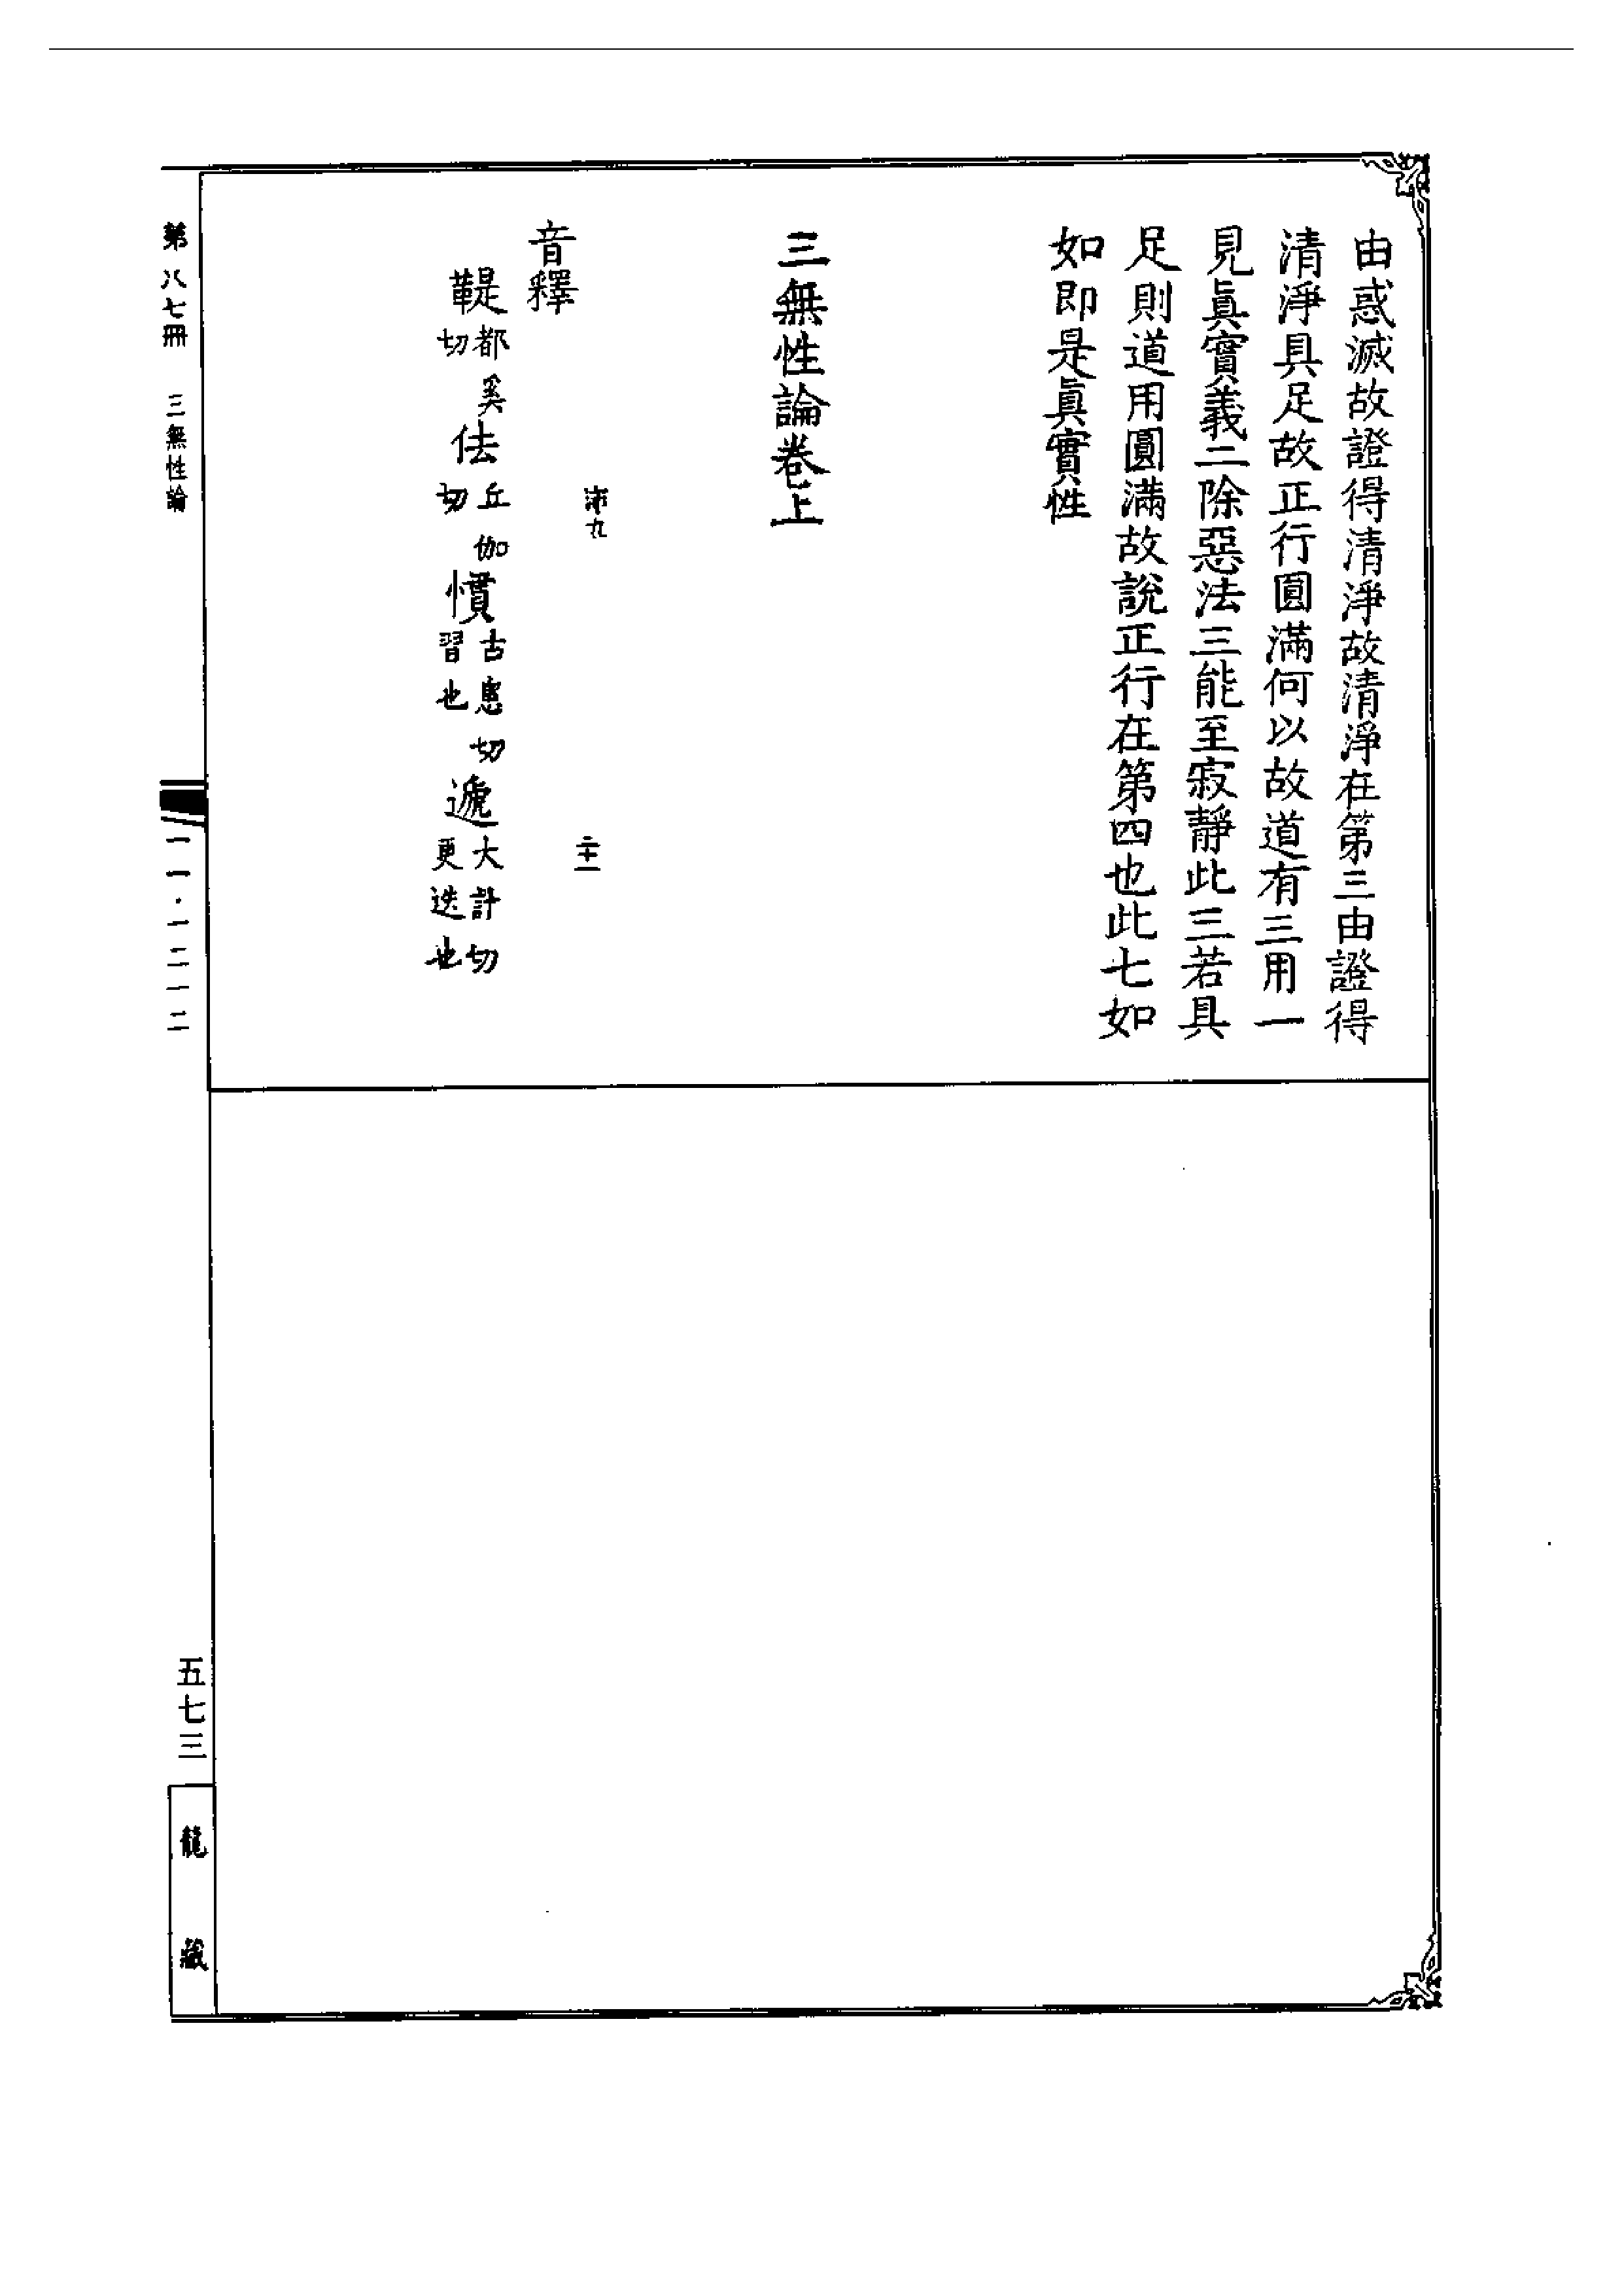 由惑滅故證得清淨故清淨在第三由證得
清淨具足故正行圓滿何以故道有三用一
見眞實義二除惡法三能至寂靜此三若具
足則道用圓滿故說正行在第四也此七如
如即是眞實性
三無性論卷上
沛九
二十一
音釋
鞮都奚切佉丘伽切慣古患切習也遞大計切更迭也
第八七冊
三無性論
一一·一二一二
五七三
龍藏